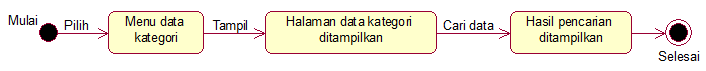 Mulai
Pilih
Menu data
kategori
Tampil
Halaman data kategori
ditampilkan
Cari data
Hasil pencarian
ditampilkan
Selesai